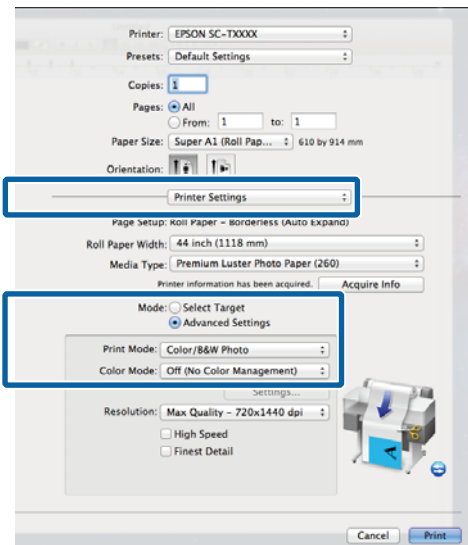 Printer: EPSON SC-TXXXX
Presets: Default Settings
Copies: 1
Pages: All
From: 1 to: 1
Paper Size: Super A1 (Roll Pap... 610 by 914 mm
Orientation:
Printer Settings
Page Setup: Roll Paper – Borderless (Auto Expand)
Roll Paper Width: 44 inch (1118 mm)
Media Type: Premium Luster Photo Paper (260)
Printer information has been acquired. Acquire Info
Mode: Select Target
Advanced Settings
Print Mode: Color/B&W Photo
Color Mode: Off (No Color Management)
Settings...
Resolution: Max Quality – 720x1440 dpi
High Speed
Finest Detail
Cancel Print